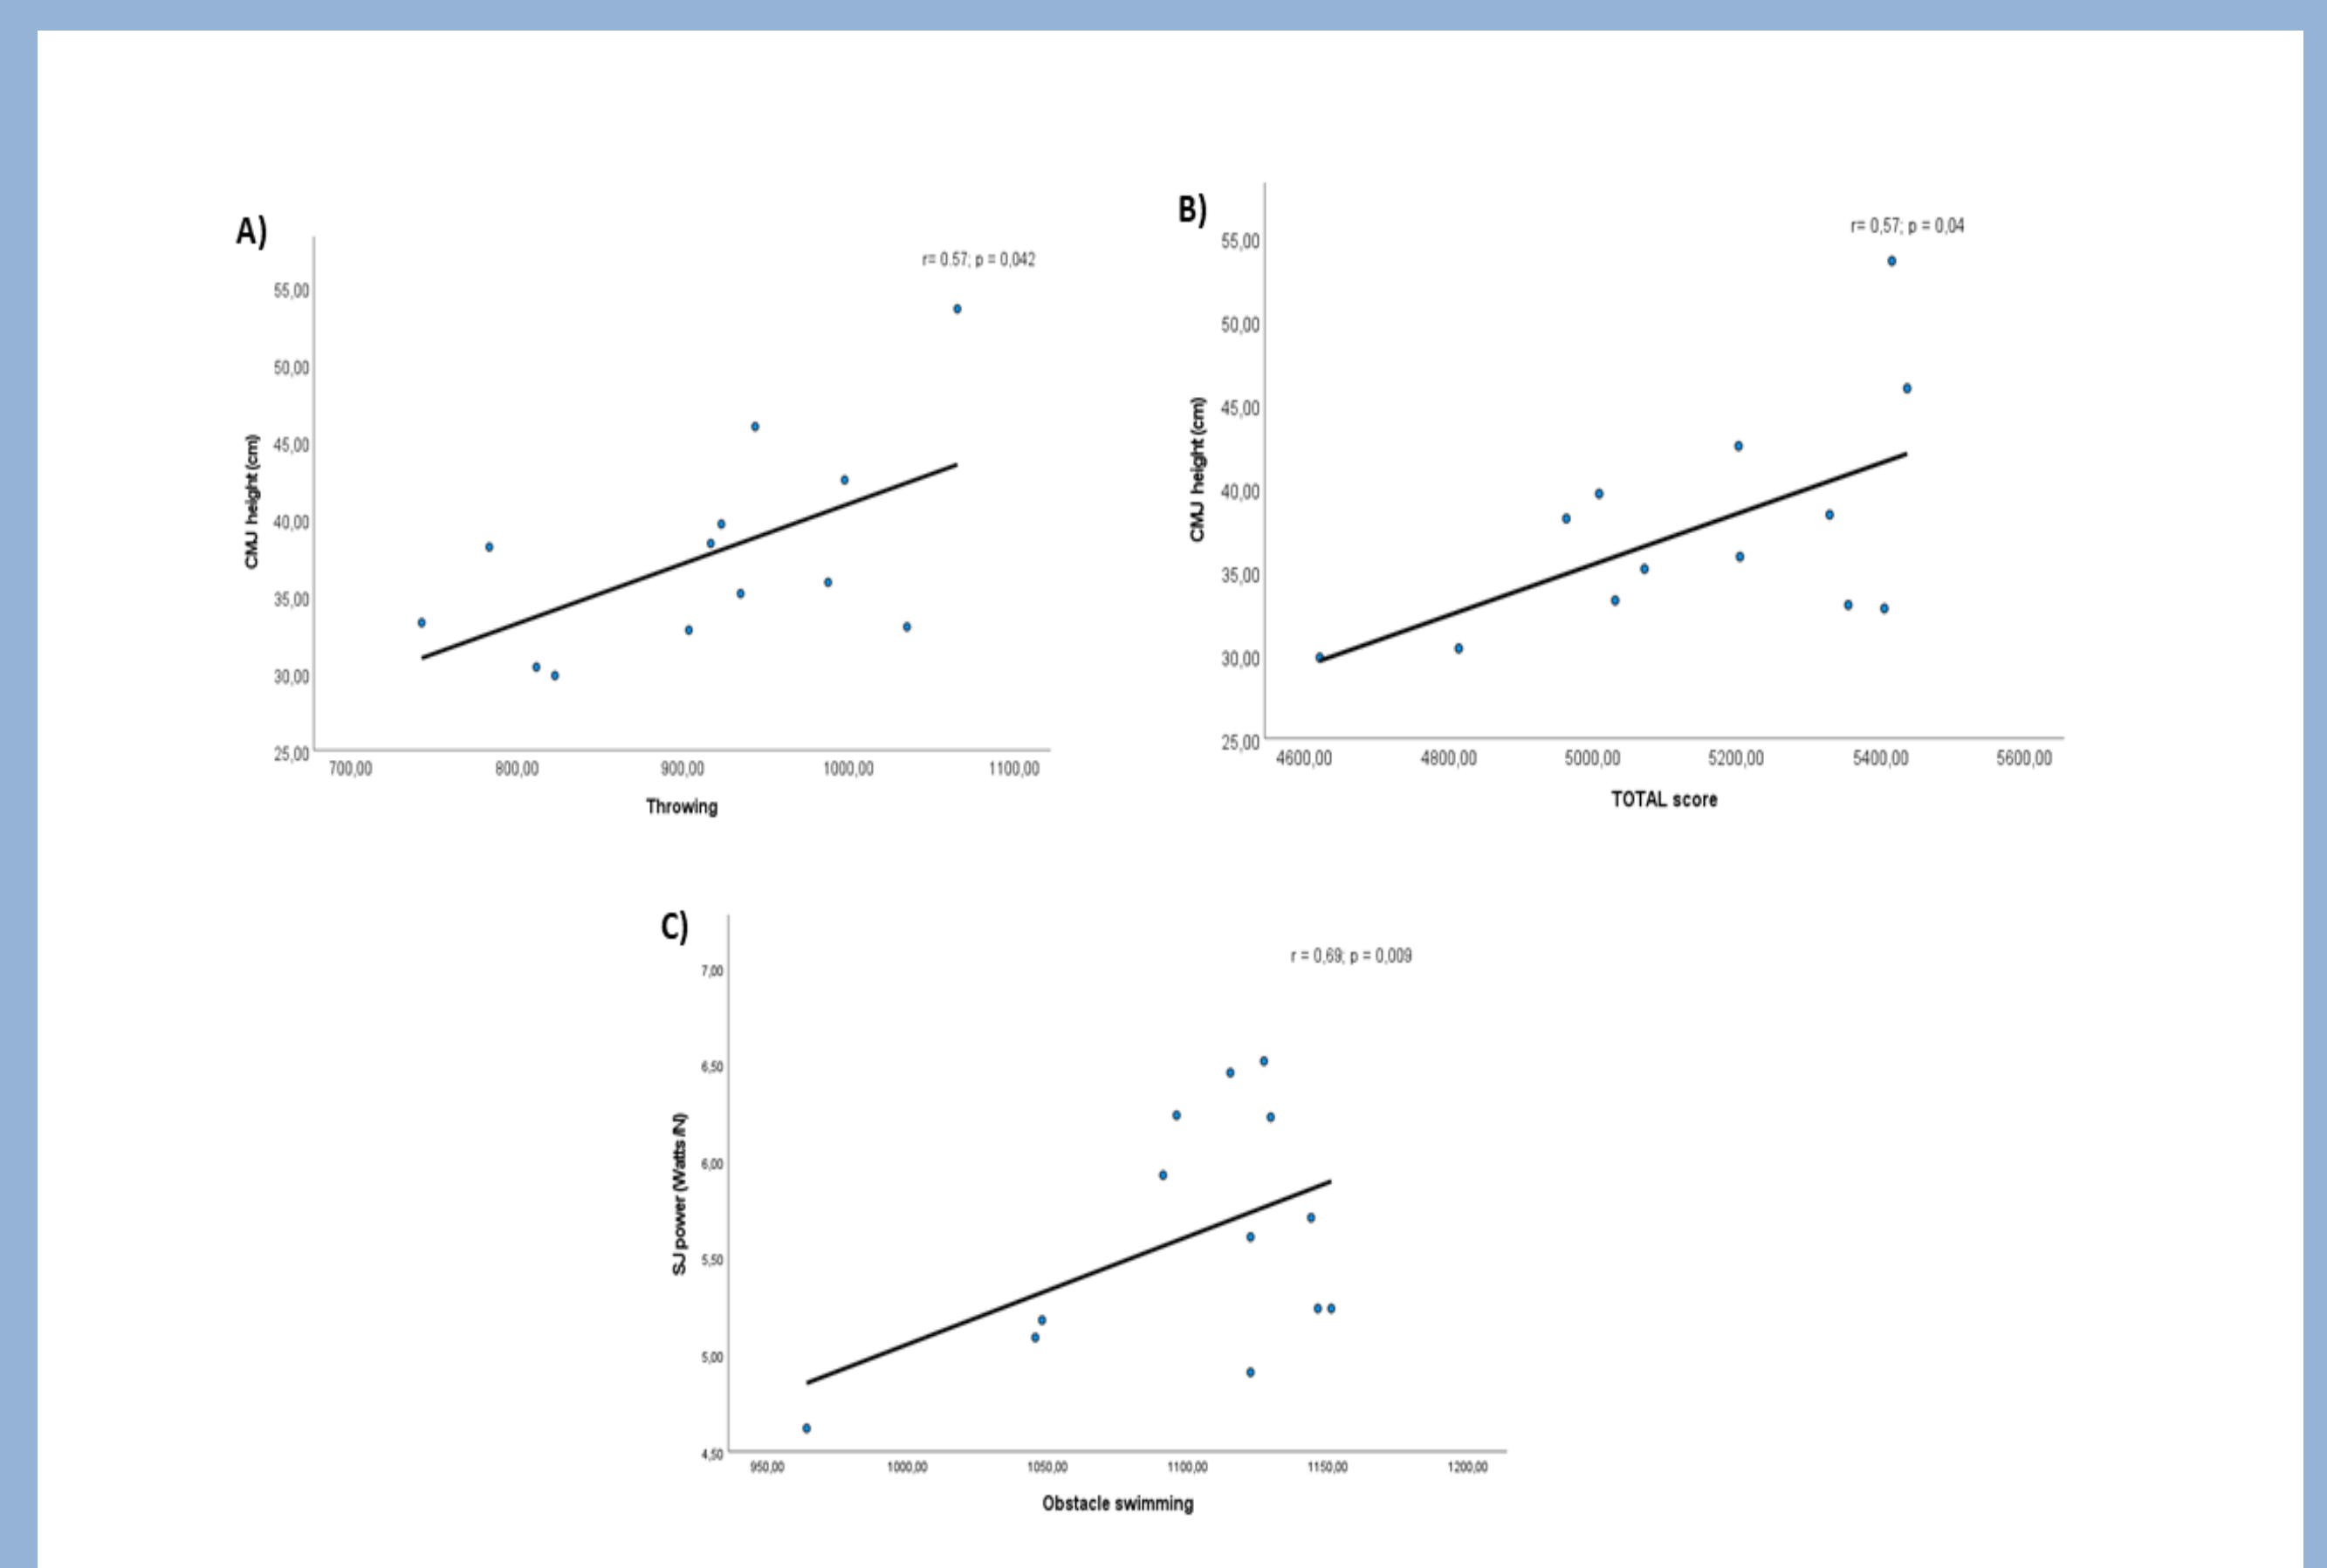 A)
r= 0.57; p = 0,042
55,00
50,00
45,00
40,00
35,00
30,00
25,00
CMJ height (cm)
700,00 800,00 900,00 1000,00 1100,00
Throwing
B)
r= 0,57; p = 0,04
55,00
50,00
45,00
40,00
35,00
30,00
25,00
CMJ height (cm)
4600,00 4800,00 5000,00 5200,00 5400,00 5600,00
TOTAL score
C)
r = 0,69; p = 0,009
7,00
6,50
6,00
5,50
5,00
4,50
SJ power (Watts /N)
950,00 1000,00 1050,00 1100,00 1150,00 1200,00
Obstacle swimming